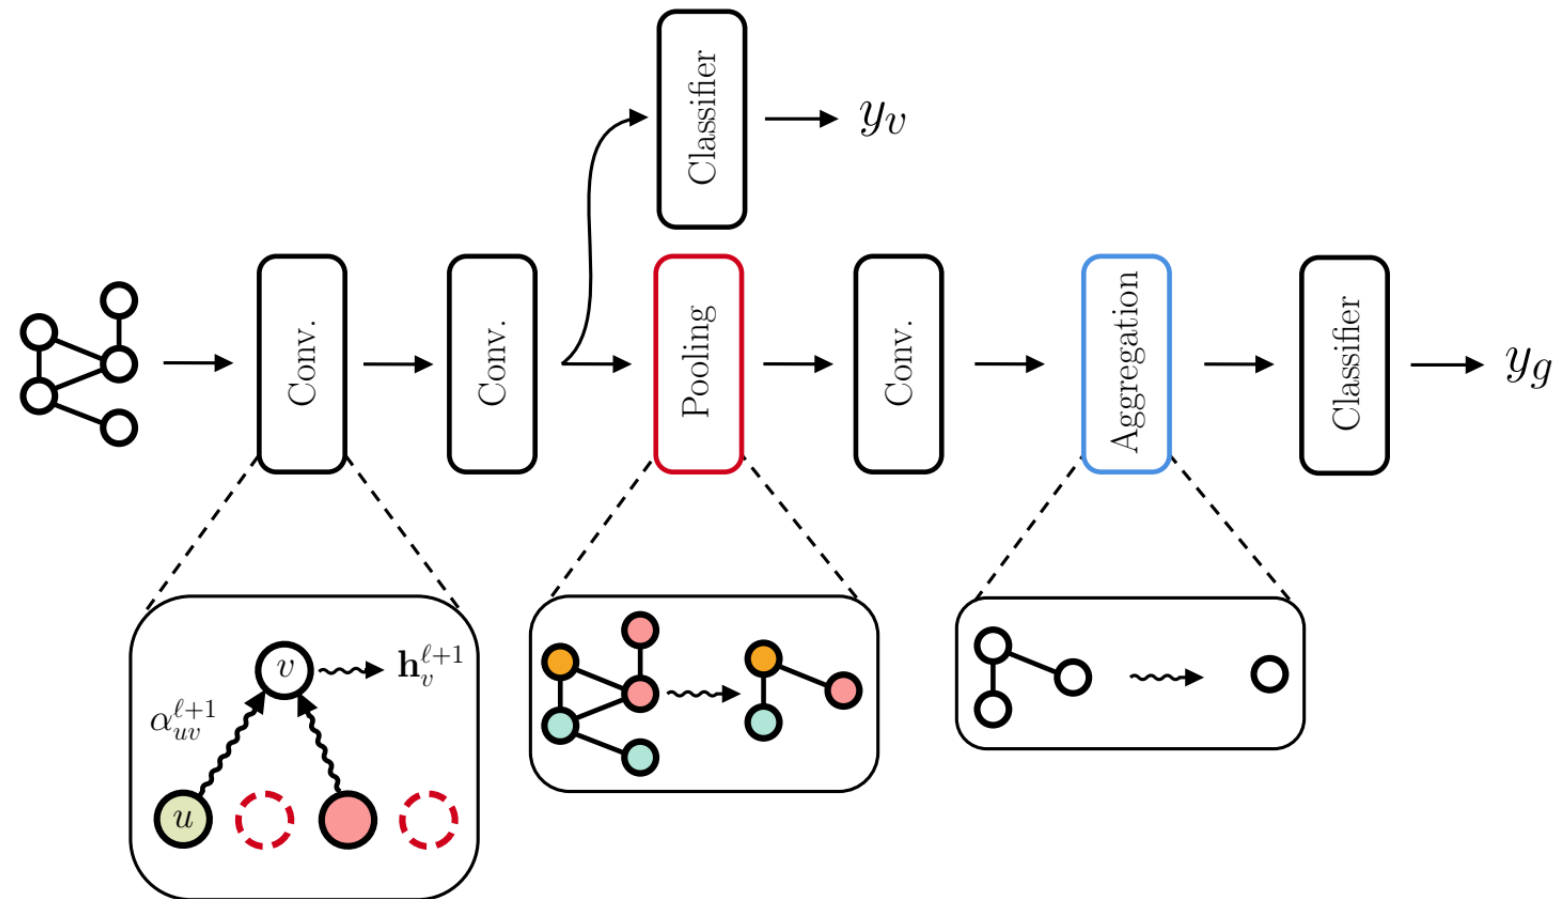 Classifier
y_v
Conv.
Conv.
Pooling
Conv.
Aggregation
Classifier
y_g
v
h_v^{ℓ+1}
α_{uv}^{ℓ+1}
u